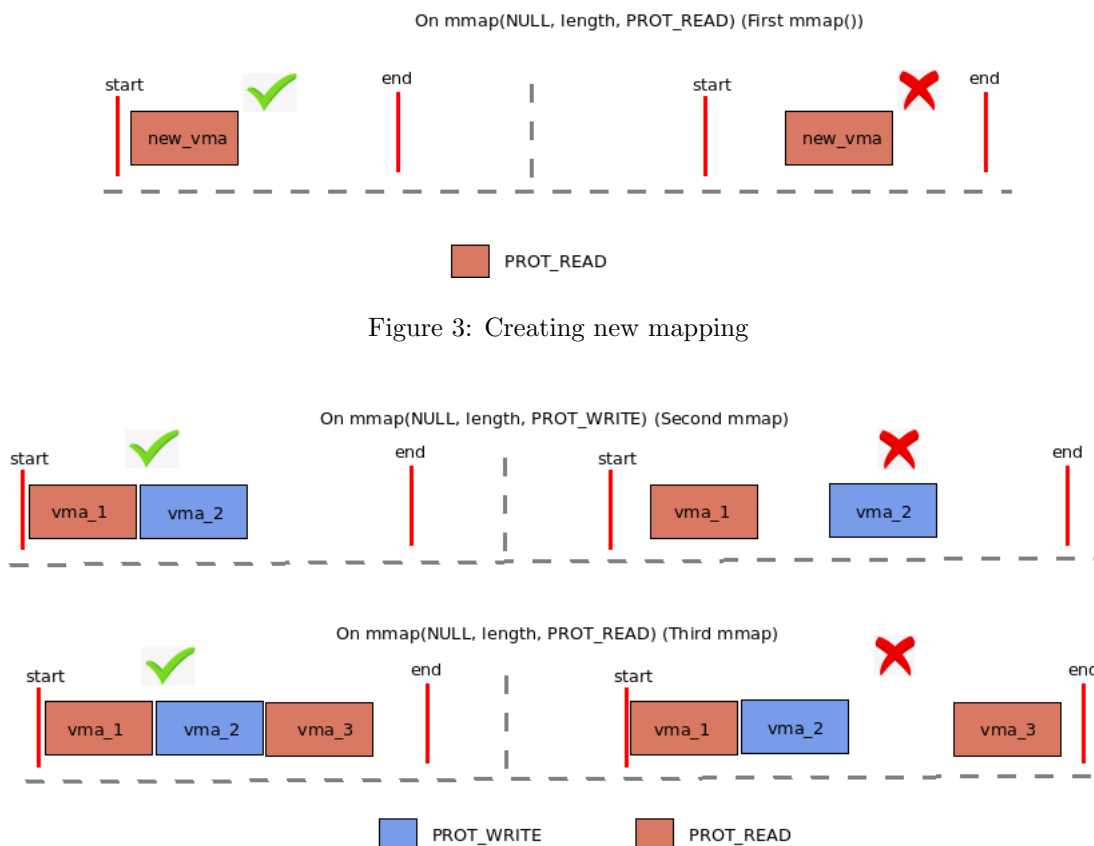 On mmap(NULL, length, PROT_READ) (First mmap())
start end start end
new_vma new_vma
PROT_READ
Figure 3: Creating new mapping
On mmap(NULL, length, PROT_WRITE) (Second mmap)
start end start end
vma_1 vma_2 vma_1 vma_2
On mmap(NULL, length, PROT_READ) (Third mmap)
start end start end
vma_1 vma_2 vma_3 vma_1 vma_2 vma_3
PROT_WRITE PROT_READ